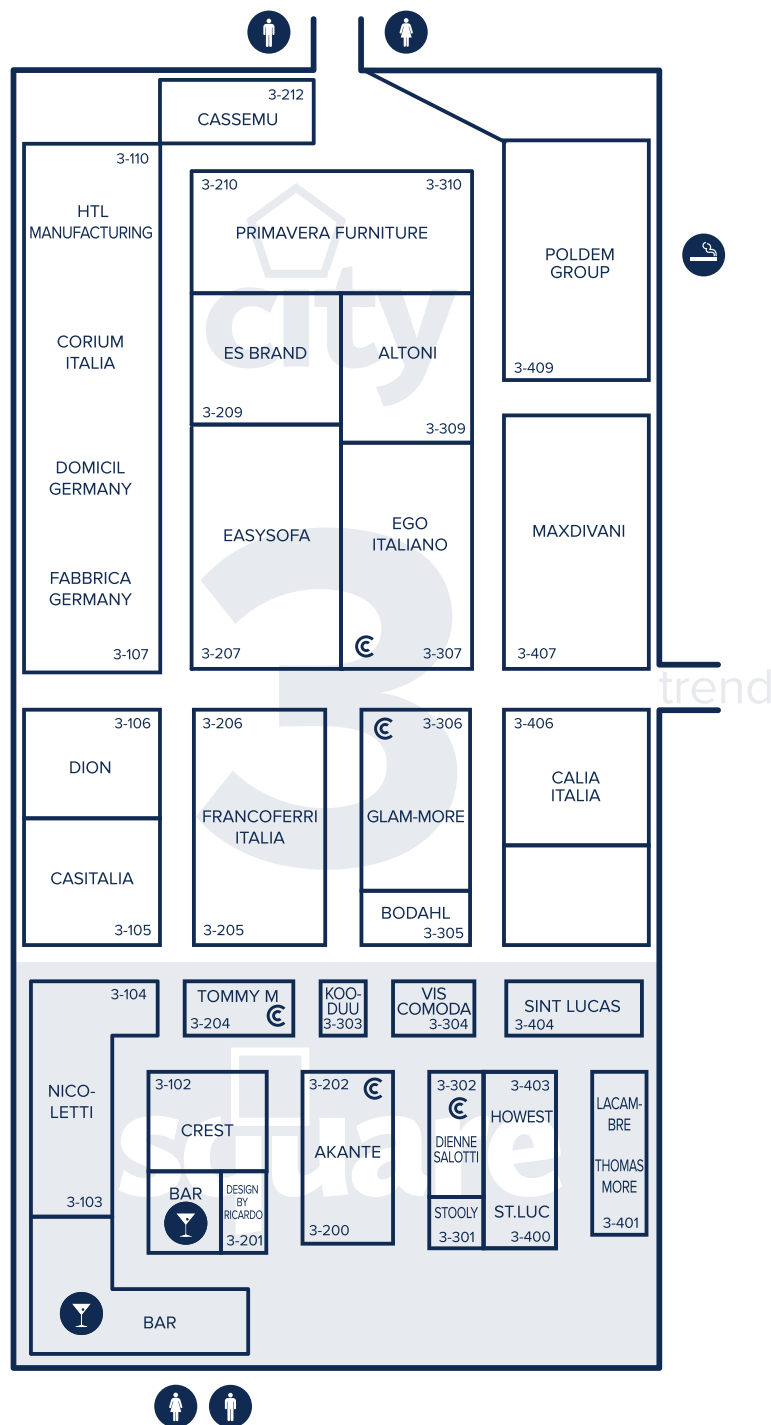 3-212
CASSEMU
3-110
HTL
MANUFACTURING
CORIUM
ITALIA
DOMICIL
GERMANY
FABBRICA
GERMANY
3-107
3-210
3-310
PRIMAVERA FURNITURE
city
ES BRAND
3-209
ALTONI
3-309
POLDEM
GROUP
3-409
EASYSOFA
3-207
EGO
ITALIANO
3-307
3
MAXDIVANI
3-407
trend
3-106
DION
CASITALIA
3-105
3-206
FRANCOFERRI
ITALIA
3-205
3-306
GLAM-MORE
BODAHL
3-305
3-406
CALIA
ITALIA
3-104
NICO-
LETTI
3-103
TOMMY M
3-204
KOO-
DUU
3-303
VIS
COMODA
3-304
SINT LUCAS
3-404
square
3-102
CREST
BAR
DESIGN
BY
RICARDO
3-201
3-202
AKANTE
3-200
3-302
DIENNE
SALOTTI
STOOLY
3-301
3-403
HOWEST
ST.LUC
3-400
LACAM-
BRE
THOMAS
MORE
3-401
BAR